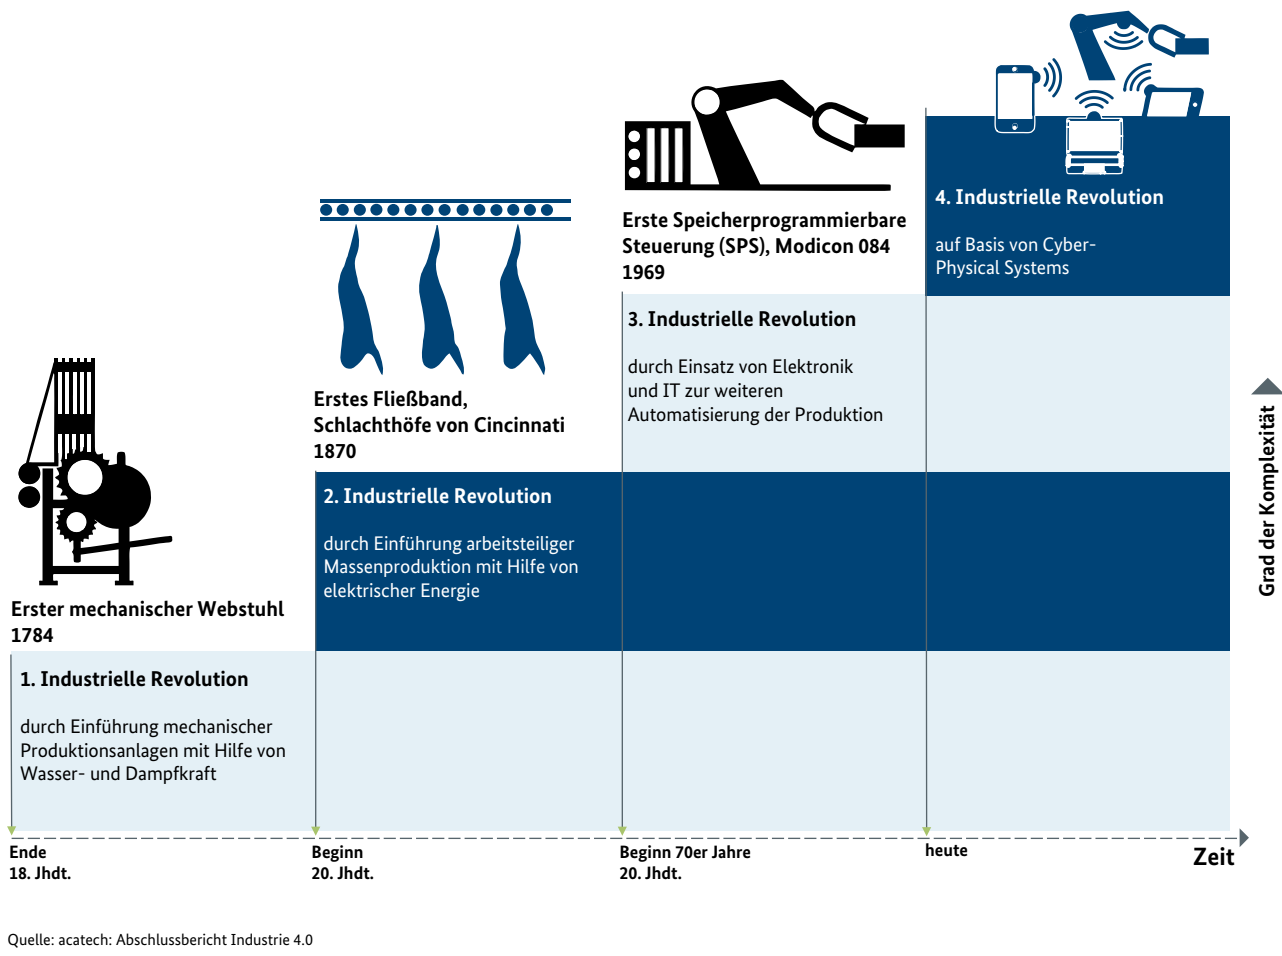 Erster mechanischer Webstuhl
1784
1. Industrielle Revolution
durch Einführung mechanischer
Produktionsanlagen mit Hilfe von
Wasser- und Dampfkraft
Erstes Fließband,
Schlachthöfe von Cincinnati
1870
2. Industrielle Revolution
durch Einführung arbeitsteiliger
Massenproduktion mit Hilfe von
elektrischer Energie
Erste Speicherprogrammierbare
Steuerung (SPS), Modicon 084
1969
3. Industrielle Revolution
durch Einsatz von Elektronik
und IT zur weiteren
Automatisierung der Produktion
4. Industrielle Revolution
auf Basis von Cyber-
Physical Systems
Grad der Komplexität
Ende
18. Jhdt.
Beginn
20. Jhdt.
Beginn 70er Jahre
20. Jhdt.
heute
Zeit
Quelle: acatech: Abschlussbericht Industrie 4.0